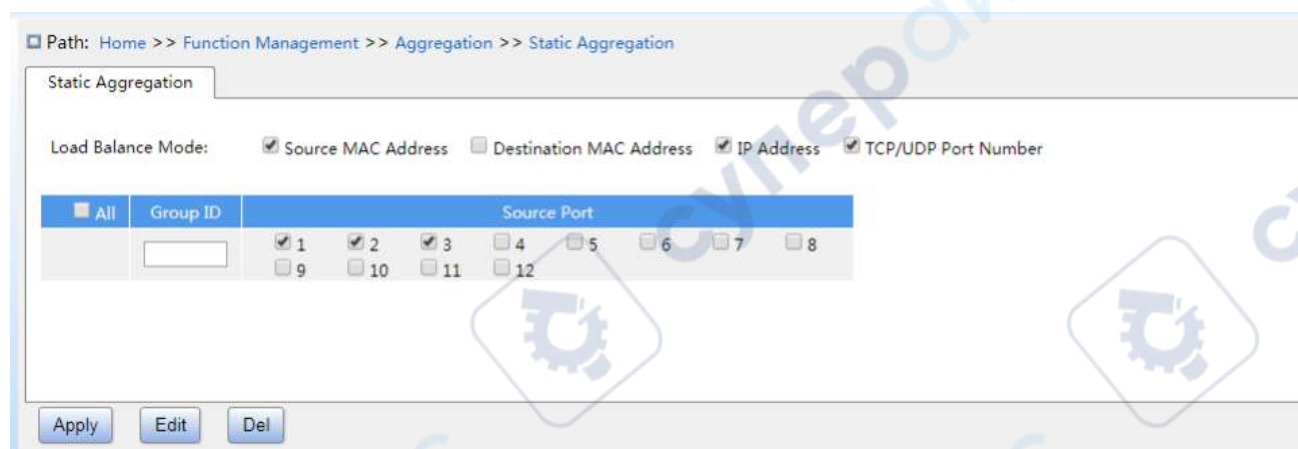 Path: Home >> Function Management >> Aggregation >> Static Aggregation
Static Aggregation
Load Balance Mode: Source MAC Address Destination MAC Address IP Address TCP/UDP Port Number
All Group ID Source Port
1 2 3 4 5 6 7 8
9 10 11 12
Apply Edit Del